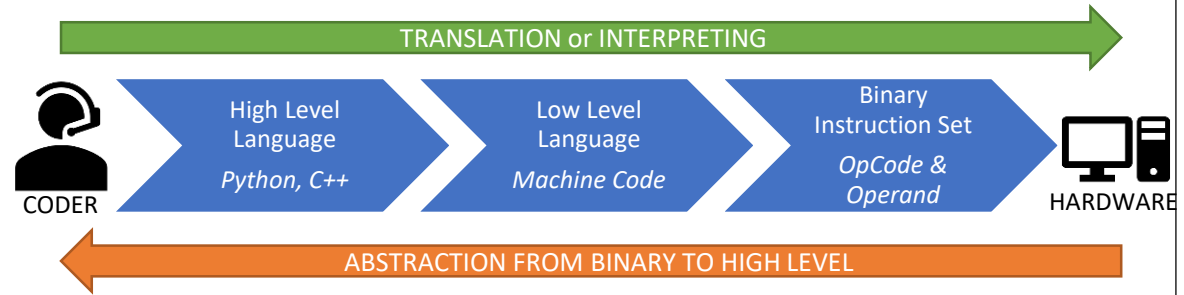 TRANSLATION or INTERPRETING
CODER
High Level
Language
Python, C++
Low Level
Language
Machine Code
Binary
Instruction Set
OpCode &
Operand
HARDWARE
ABSTRACTION FROM BINARY TO HIGH LEVEL